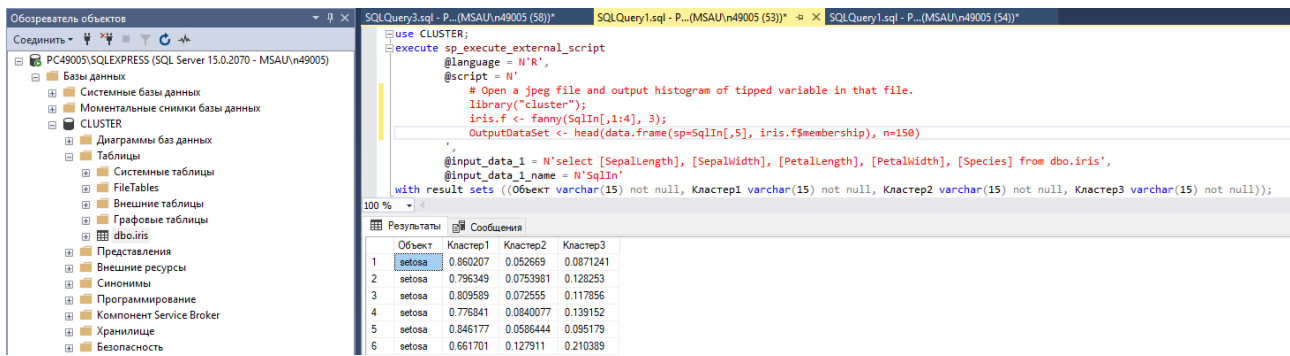 Обозреватель объектов
Соединить
PC49005\SQLEXPRESS (SQL Server 15.0.2070 - MSAU\n49005)
Базы данных
Системные базы данных
Моментальные снимки базы данных
CLUSTER
Диаграммы баз данных
Таблицы
Системные таблицы
FileTables
Внешние таблицы
Графовые таблицы
dbo.iris
Представления
Внешние ресурсы
Синонимы
Программирование
Компонент Service Broker
Хранилище
Безопасность
SQLQuery3.sql - P...(MSAU\n49005 (58))* SQLQuery1.sql - P...(MSAU\n49005 (53))* SQLQuery1.sql - P...(MSAU\n49005 (54))*
use CLUSTER;
execute sp_execute_external_script
@language = N'R',
@script = N'
# Open a jpeg file and output histogram of tipped variable in that file.
library("cluster");
iris.f <- fanny(SqlIn[,1:4], 3);
OutputDataSet <- head(data.frame(sp=SqlIn[,5], iris.f$membership), n=150)
',
@input_data_1 = N'select [SepalLength], [SepalWidth], [PetalLength], [PetalWidth], [Species] from dbo.iris',
@input_data_1_name = N'SqlIn'
with result sets ((Объект varchar(15) not null, Кластер1 varchar(15) not null, Кластер2 varchar(15) not null, Кластер3 varchar(15) not null));
100 %
Результаты Сообщения
Объект Кластер1 Кластер2 Кластер3
1 setosa 0.860207 0.052669 0.0871241
2 setosa 0.796349 0.0753981 0.128253
3 setosa 0.809589 0.072555 0.117856
4 setosa 0.776841 0.0840077 0.139152
5 setosa 0.846177 0.0586444 0.095179
6 setosa 0.661701 0.127911 0.210389